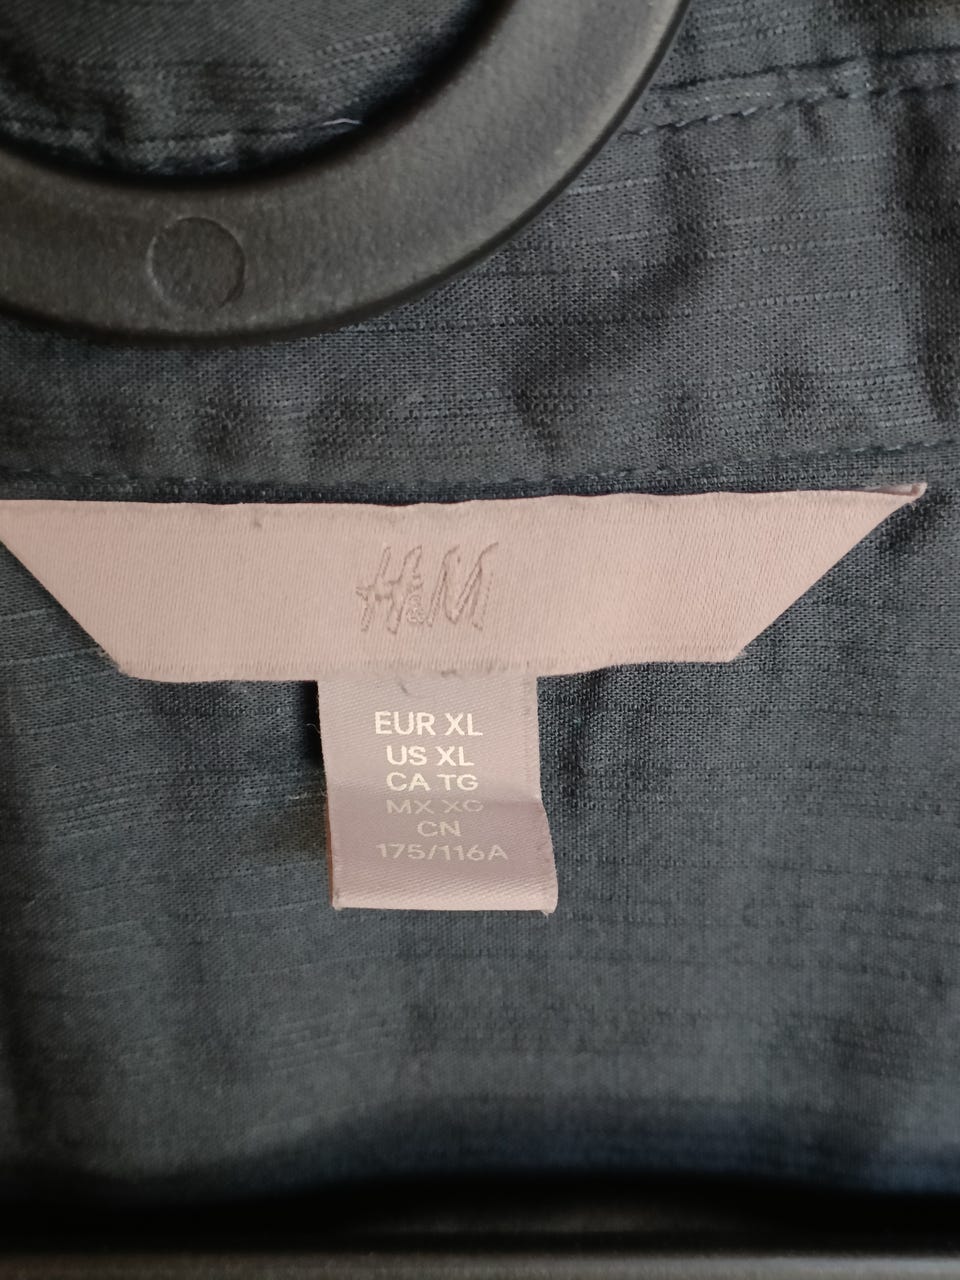 H&M
EUR XL
US XL
CA TG
MX XG
CN
175/116A